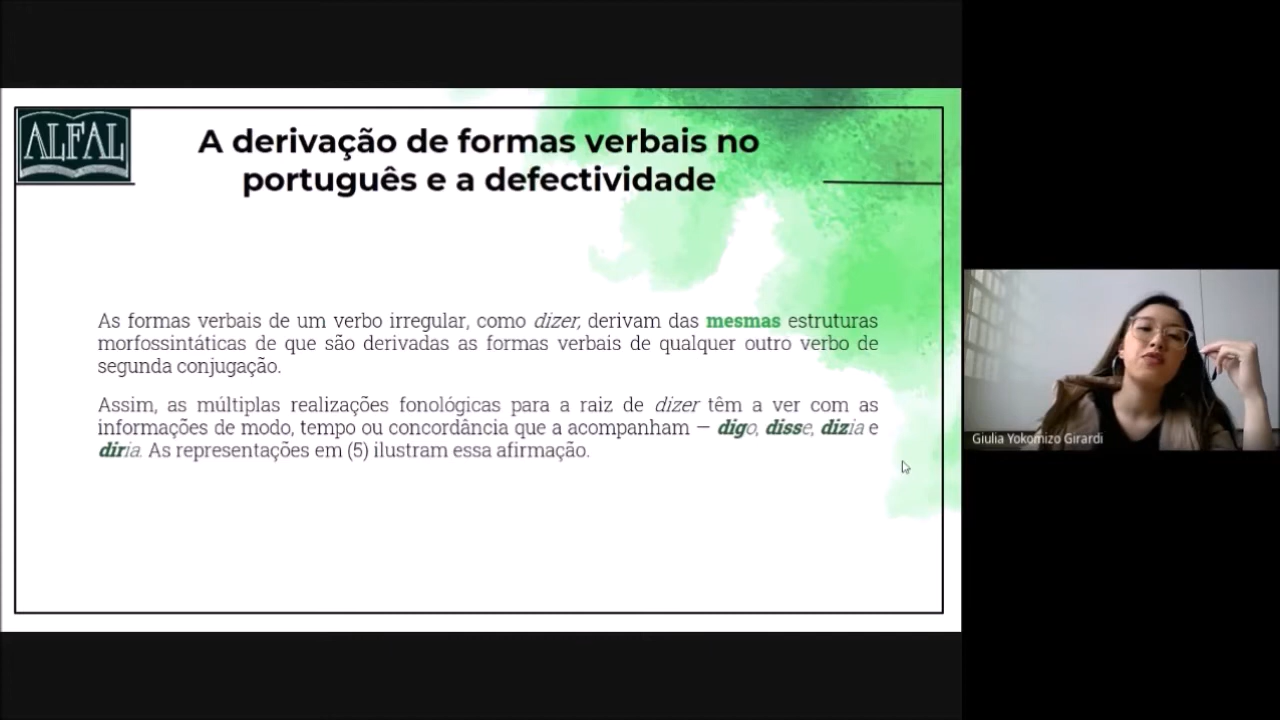 ALFAL
A derivação de formas verbais no
português e a defectividade
As formas verbais de um verbo irregular, como dizer, derivam das mesmas estruturas
morfossintáticas de que são derivadas as formas verbais de qualquer outro verbo de
segunda conjugação.
Assim, as múltiplas realizações fonológicas para a raiz de dizer têm a ver com as
informações de modo, tempo ou concordância que a acompanham — digo, disse, dizia e
diria. As representações em (5) ilustram essa afirmação.
Giulia Yokomizo Girardi